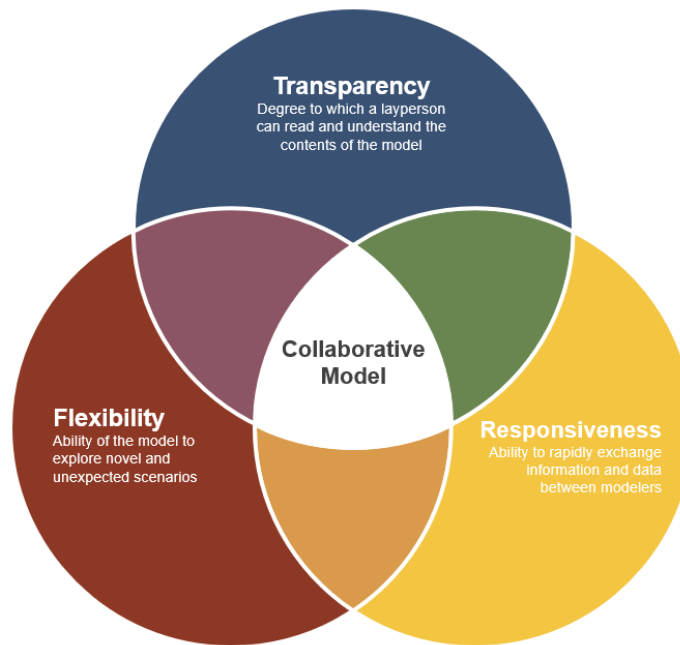 Transparency
Degree to which a layperson
can read and understand the
contents of the model
Collaborative
Model
Flexibility
Ability of the model to
explore novel and
unexpected scenarios
Responsiveness
Ability to rapidly exchange
information and data
between modelers